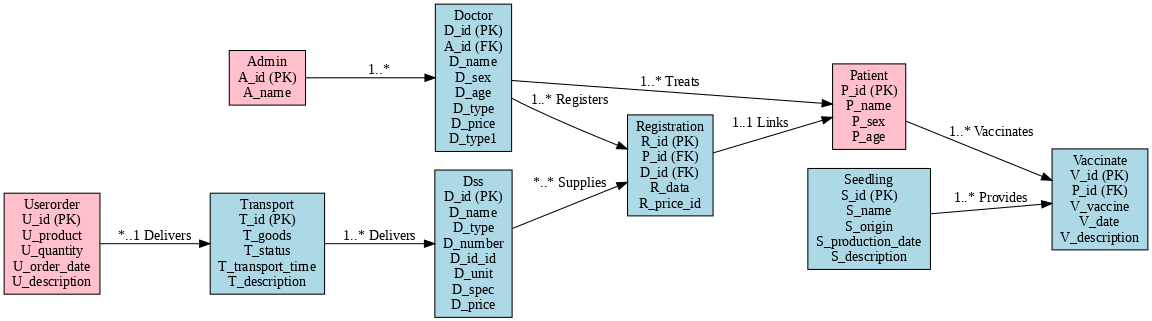 Admin
A_id (PK)
A_name
1..*
Doctor
D_id (PK)
A_id (FK)
D_name
D_sex
D_age
D_type
D_price
D_type1
1..* Treats
1..* Registers
Registration
R_id (PK)
P_id (FK)
D_id (FK)
R_data
R_price_id
1..1 Links
Patient
P_id (PK)
P_name
P_sex
P_age
1..* Vaccinates
Userorder
U_id (PK)
U_product
U_quantity
U_order_date
U_description
*..1 Delivers
Transport
T_id (PK)
T_goods
T_status
T_transport_time
T_description
1..* Delivers
Dss
D_id (PK)
D_name
D_type
D_number
D_id_id
D_unit
D_spec
D_price
*..* Supplies
Seedling
S_id (PK)
S_name
S_origin
S_production_date
S_description
1..* Provides
Vaccinate
V_id (PK)
P_id (FK)
V_vaccine
V_date
V_description